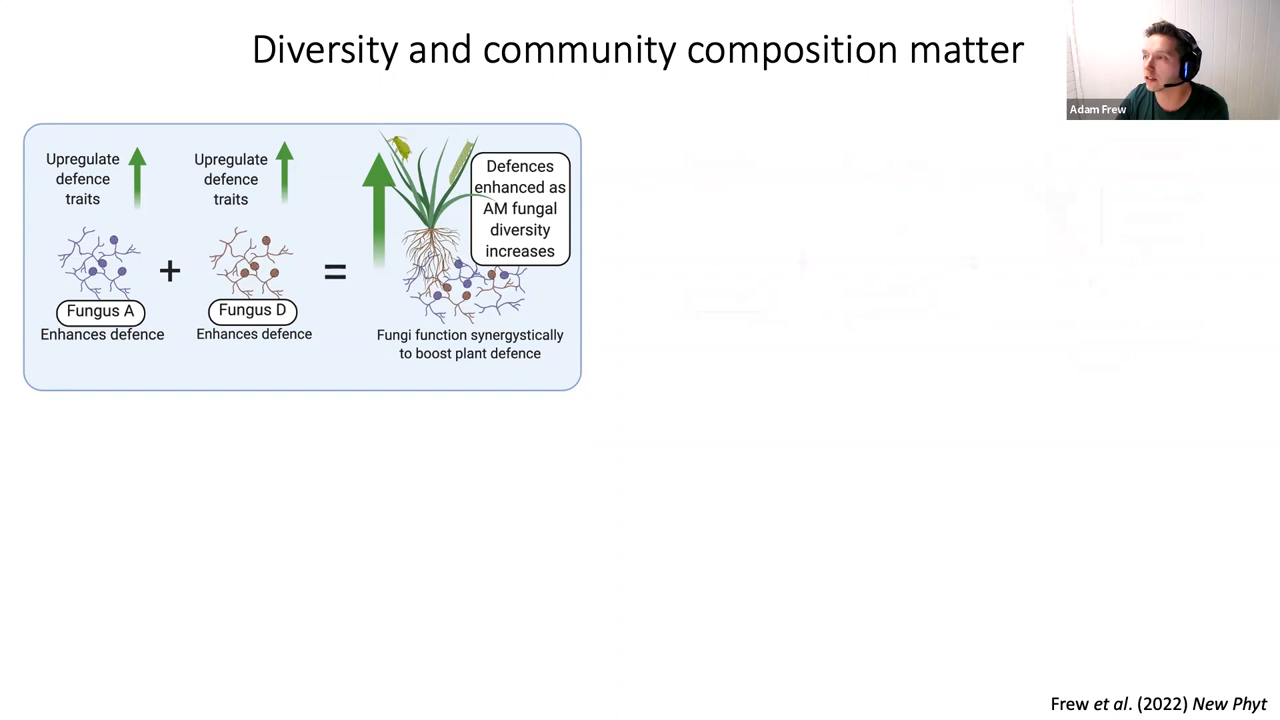 Diversity and community composition matter
Adam Frew
Upregulate
defence
traits
Upregulate
defence
traits
Defences
enhanced as
AM fungal
diversity
increases
+
=
Fungus A
Enhances defence
Fungus D
Enhances defence
Fungi function synergystically
to boost plant defence
Frew et al. (2022) New Phyt